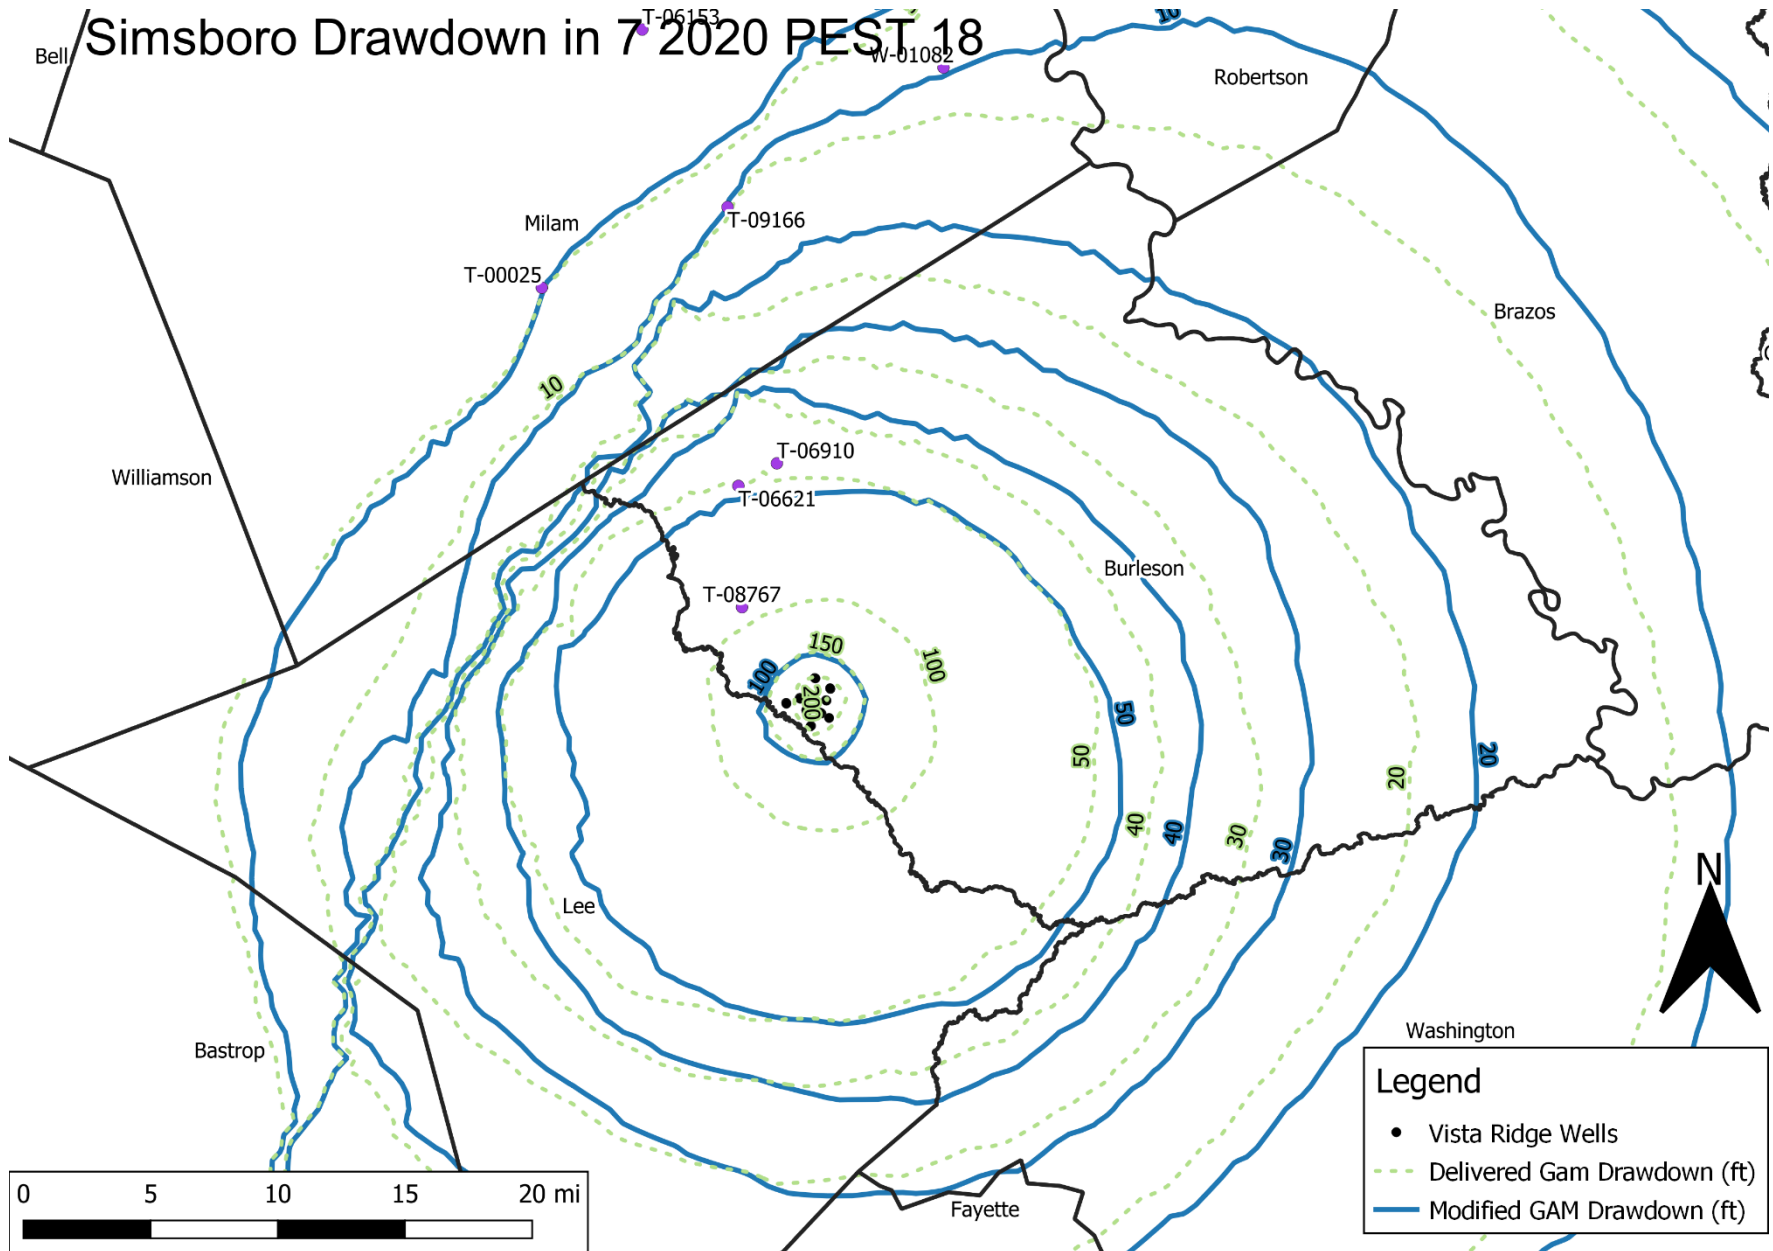 T-06153
Simsboro Drawdown in 7 2020 PEST 18
10
Bell
W-01082
Robertson
T-09166
Milam
T-00025
Brazos
10
T-06910
Williamson
T-06621
Burleson
T-08767
150
100
100
200
50
50
20
20
40
40
30
30
Lee
N
Bastrop
Washington
Fayette
Legend
Vista Ridge Wells
Delivered Gam Drawdown (ft)
Modified GAM Drawdown (ft)
0 5 10 15 20 mi